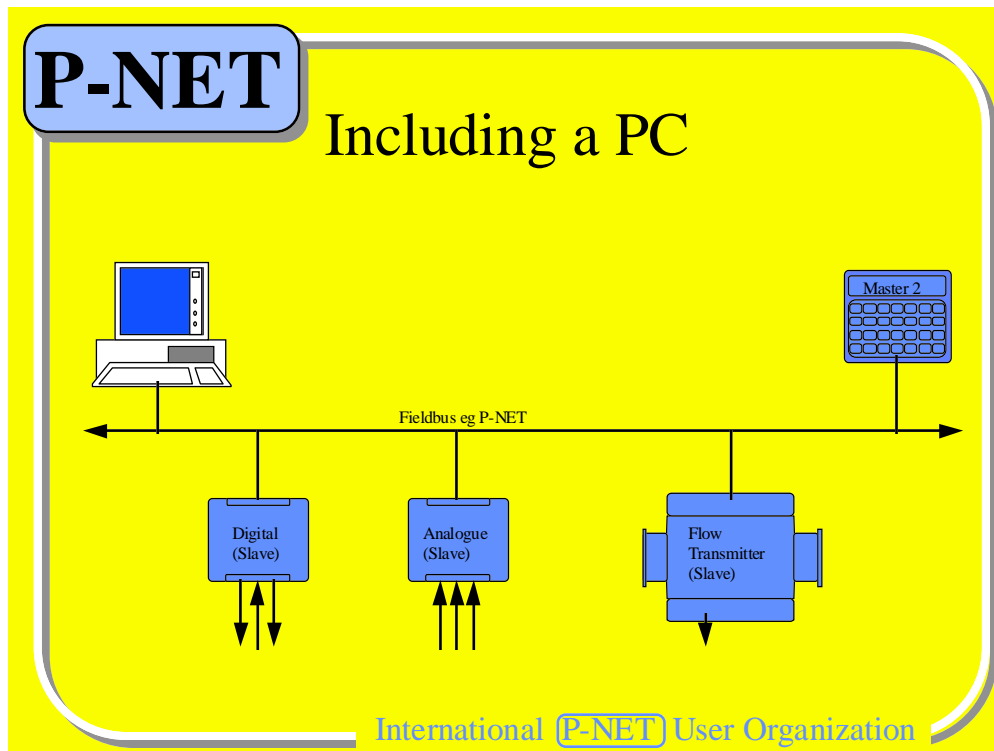 P-NET
Including a PC
Master 2
Fieldbus eg P-NET
Digital
(Slave)
Analogue
(Slave)
Flow
Transmitter
(Slave)
International P-NET User Organization